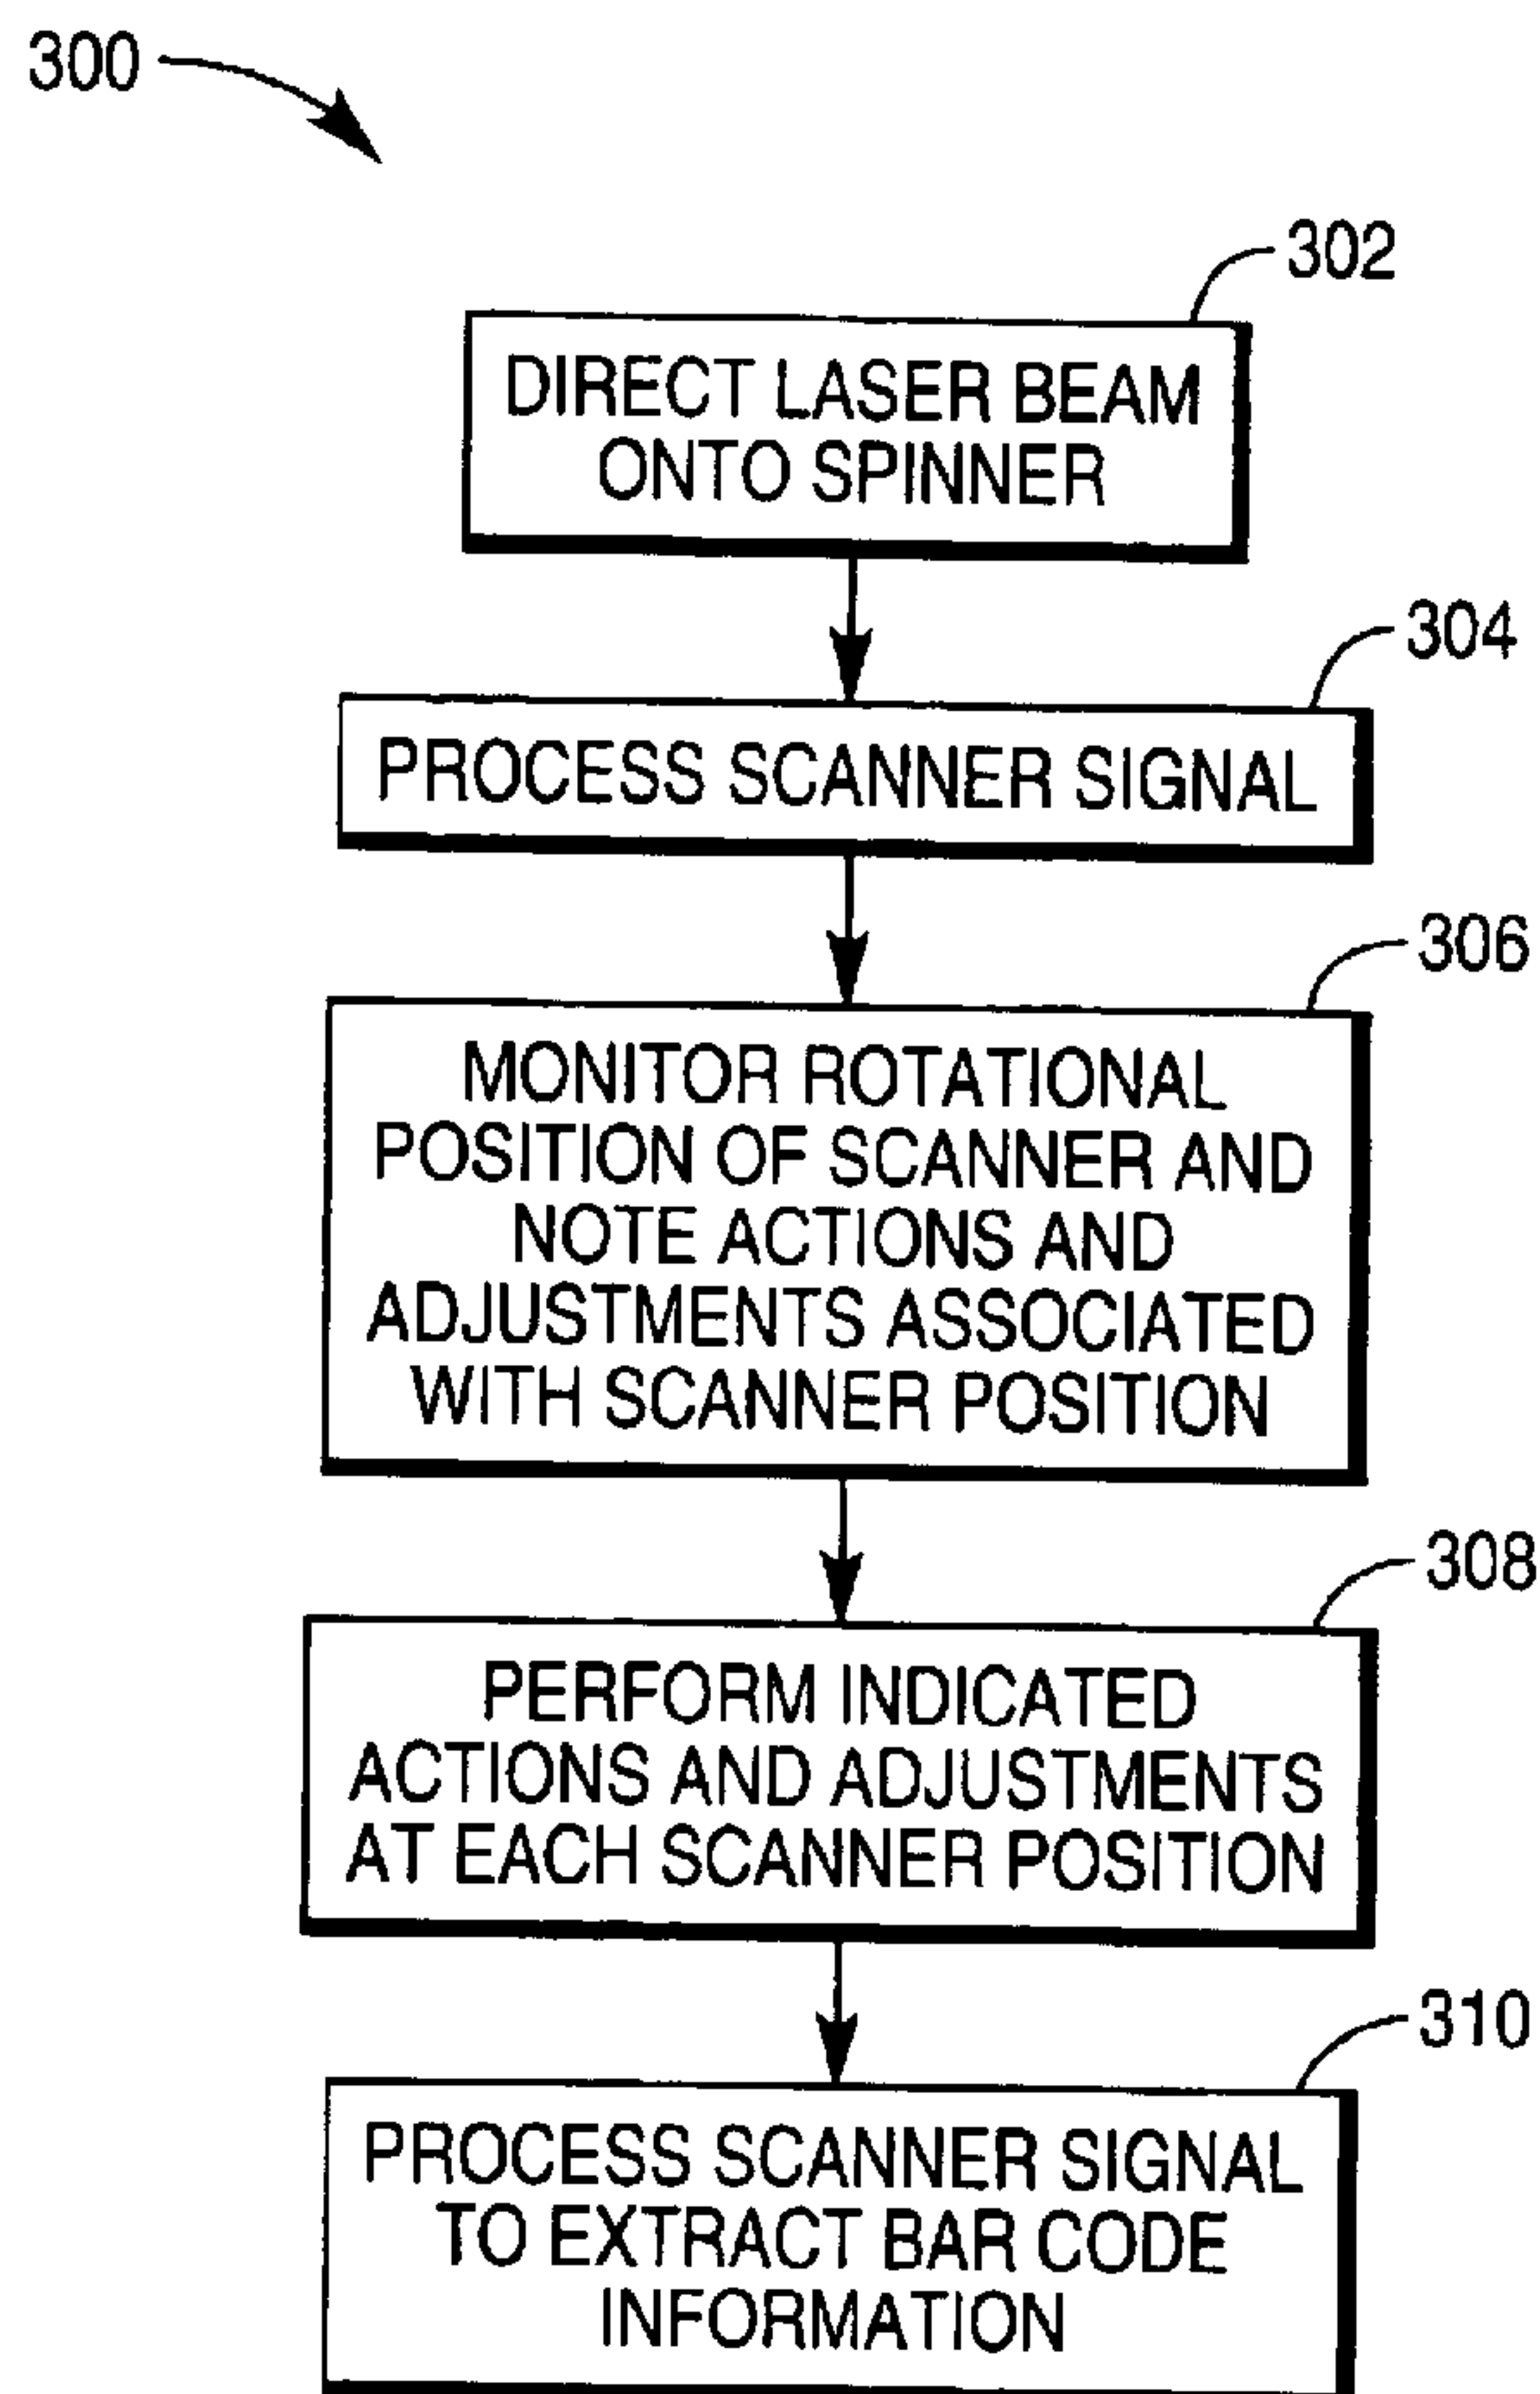 300
302
DIRECT LASER BEAM
ONTO SPINNER
304
PROCESS SCANNER SIGNAL
306
MONITOR ROTATIONAL
POSITION OF SCANNER AND
NOTE ACTIONS AND
ADJUSTMENTS ASSOCIATED
WITH SCANNER POSITION
308
PERFORM INDICATED
ACTIONS AND ADJUSTMENTS
AT EACH SCANNER POSITION
310
PROCESS SCANNER SIGNAL
TO EXTRACT BAR CODE
INFORMATION